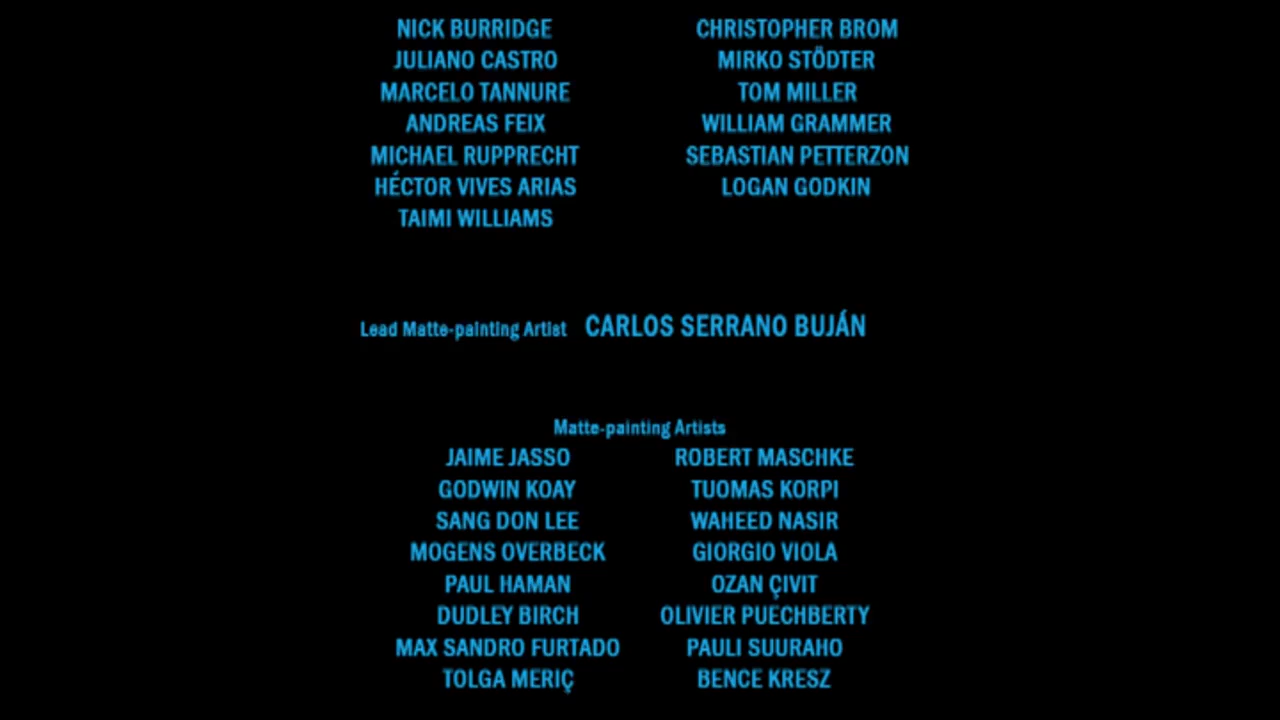 NICK BURRIDGE CHRISTOPHER BROM
JULIANO CASTRO MIRKO STÖDTER
MARCELO TANNURE TOM MILLER
ANDREAS FEIX WILLIAM GRAMMER
MICHAEL RUPPRECHT SEBASTIAN PETTERZON
HÉCTOR VIVES ARIAS LOGAN GODKIN
TAIMI WILLIAMS
Lead Matte-painting Artist CARLOS SERRANO BUJÁN
Matte-painting Artists
JAIME JASSO ROBERT MASCHKE
GODWIN KOAY TUOMAS KORPI
SANG DON LEE WAHEED NASIR
MOGENS OVERBECK GIORGIO VIOLA
PAUL HAMAN OZAN ÇIVIT
DUDLEY BIRCH OLIVIER PUECHBERTY
MAX SANDRO FURTADO PAULI SUURAHO
TOLGA MERIÇ BENCE KRESZ